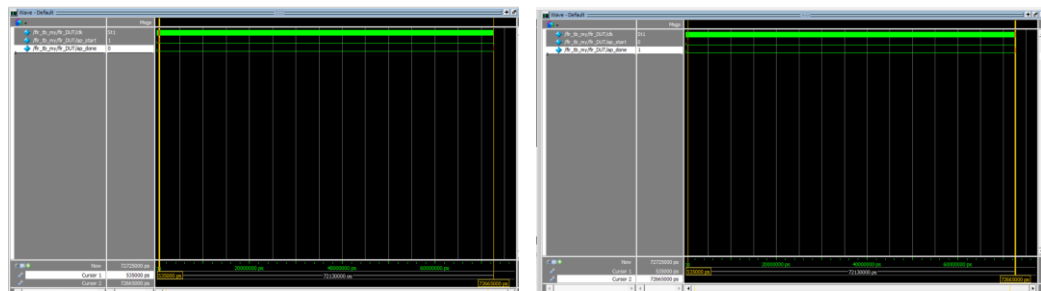 Wave - Default
Msgs
/fir_tb_my/fir_DUT/clk St1
/fir_tb_my/fir_DUT/ap_start 1
/fir_tb_my/fir_DUT/ap_done 0
Now 72725000 ps
20000000 ps 40000000 ps 60000000 ps
Cursor 1 535000 ps 535000 ps 72130000 ps
Cursor 2 72665000 ps 72665000 ps
Wave - Default
Msgs
/fir_tb_my/fir_DUT/clk St1
/fir_tb_my/fir_DUT/ap_start 0
/fir_tb_my/fir_DUT/ap_done 1
Now 72725000 ps
20000000 ps 40000000 ps 60000000 ps
Cursor 1 535000 ps 535000 ps 72130000 ps
Cursor 2 72665000 ps 72665000 ps